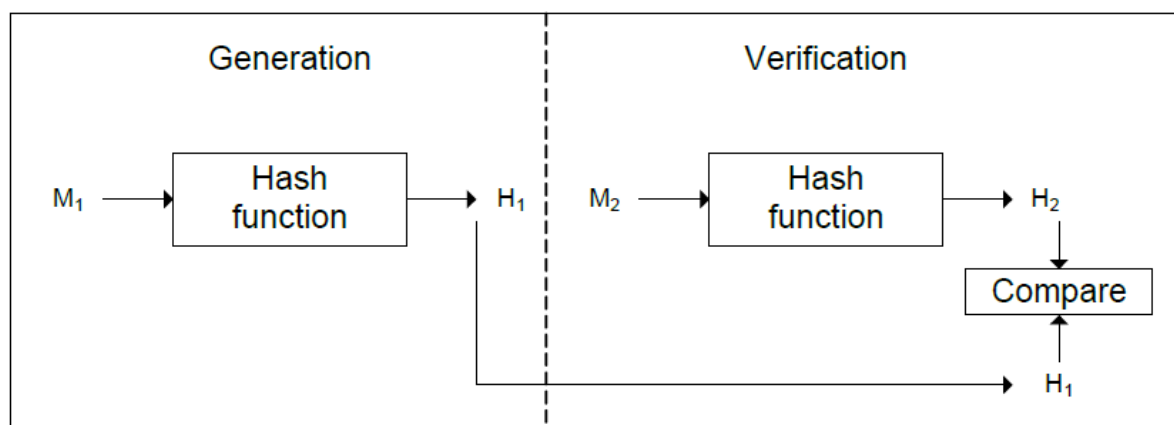 Generation
Verification
M₁
Hash
function
H₁
M₂
Hash
function
H₂
Compare
H₁